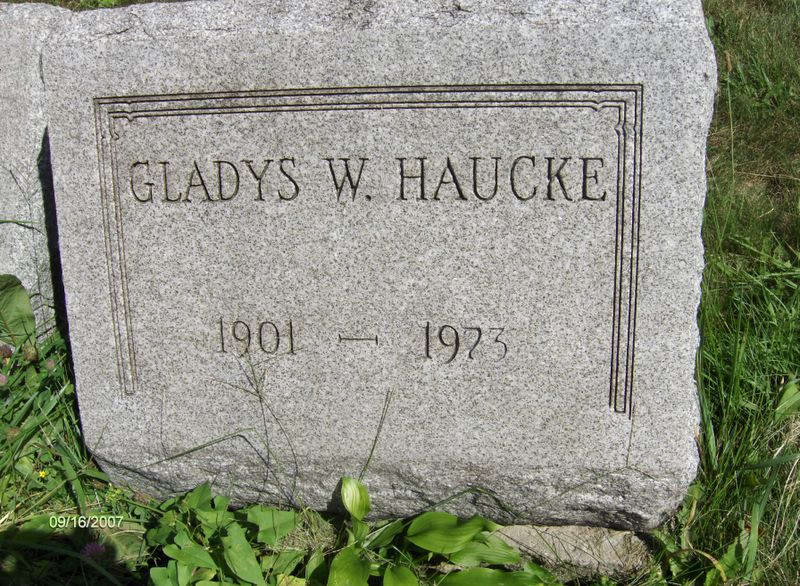 GLADYS W. HAUCKE
1901 — 1973
09/16/2007